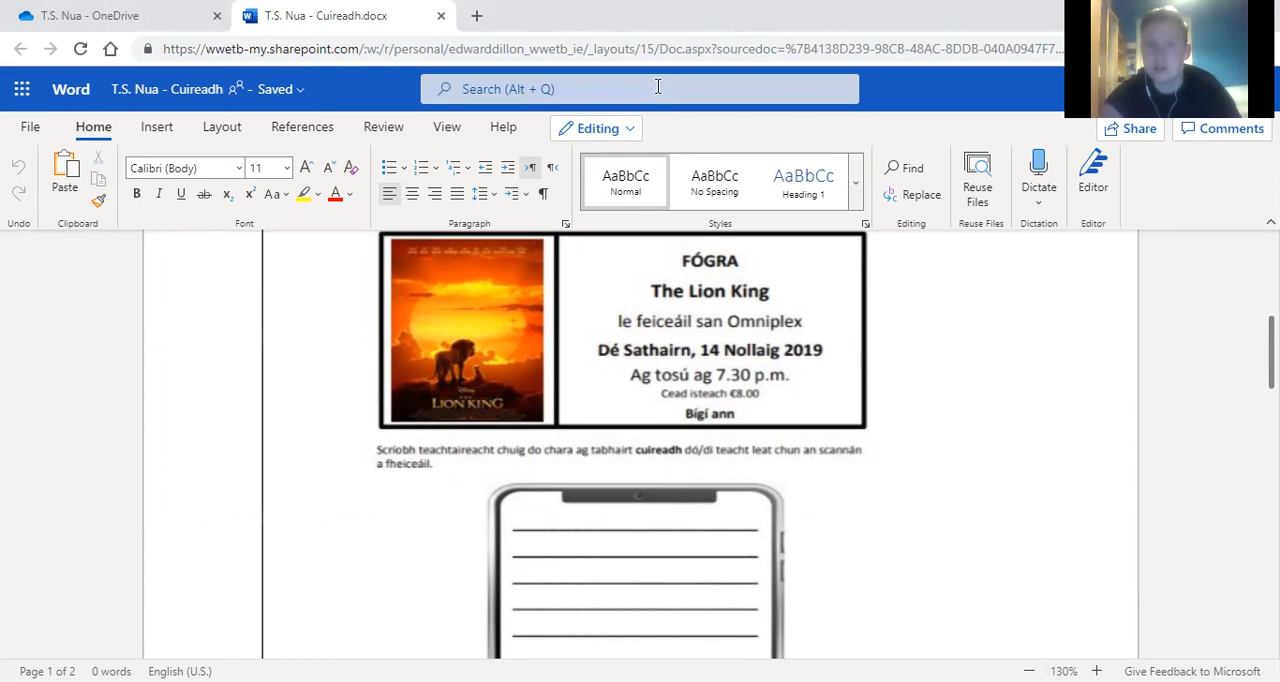 T.S. Nua - OneDrive
T.S. Nua - Cuireadh.docx
https://wwetb-my.sharepoint.com/:w:/r/personal/edwarddillon_wwetb_ie/_layouts/15/Doc.aspx?sourcedoc=%7B4138D239-98CB-48AC-8DDB-040A0947F7...
Word
T.S. Nua - Cuireadh - Saved
Search (Alt + Q)
File Home Insert Layout References Review View Help Editing Share Comments
Calibri (Body) 11
Paste
AaBbCc AaBbCc AaBbCc
Normal No Spacing Heading 1
Find
Replace
Reuse Files
Dictate
Editor
Undo Clipboard Font Paragraph Styles Editing Reuse Files Dictation Editor
THE LION KING
FÓGRA
The Lion King
le feiceáil san Omniplex
Dé Sathairn, 14 Nollaig 2019
Ag tosú ag 7.30 p.m.
Cead isteach €8.00
Bígí ann
Scríobh teachtaireacht chuig do chara ag tabhairt cuireadh dó/di teacht leat chun an scannán
a fheiceáil.
Page 1 of 2 0 words English (U.S.) 130% Give Feedback to Microsoft